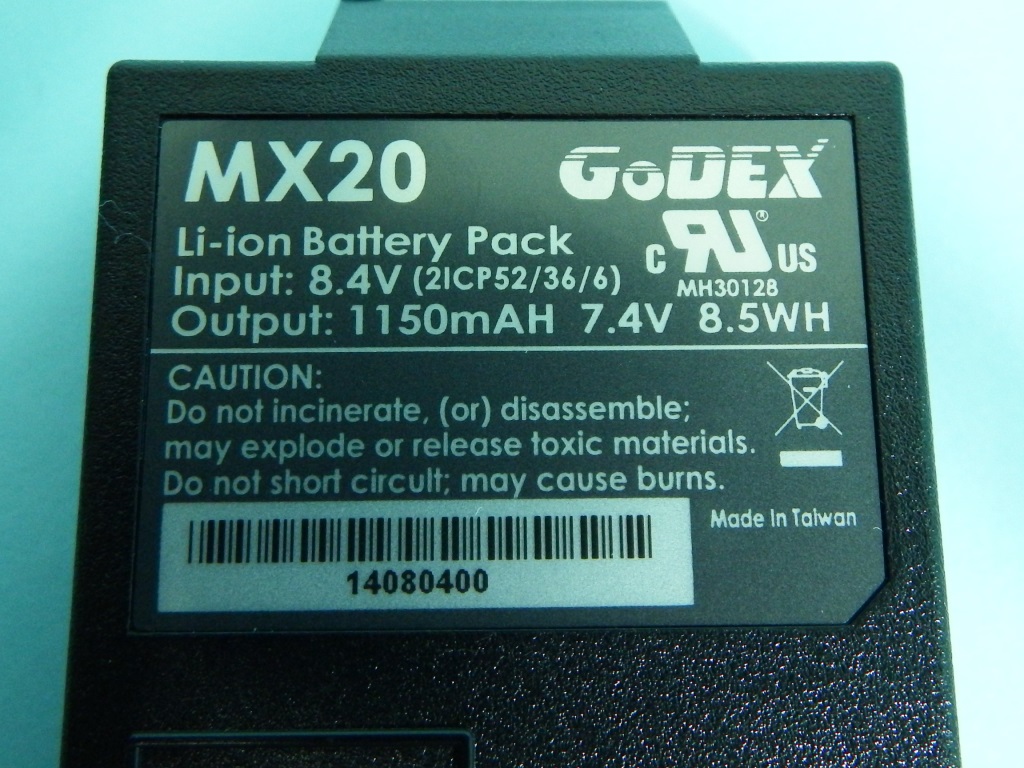 MX20 GoDEX
Li-ion Battery Pack
Input: 8.4V (2ICP52/36/6)
C RU ® US
MH30128
Output: 1150mAH 7.4V 8.5WH
CAUTION:
Do not incinerate, (or) disassemble;
may explode or release toxic materials.
Do not short circuit; may cause burns.
Made In Taiwan
14080400